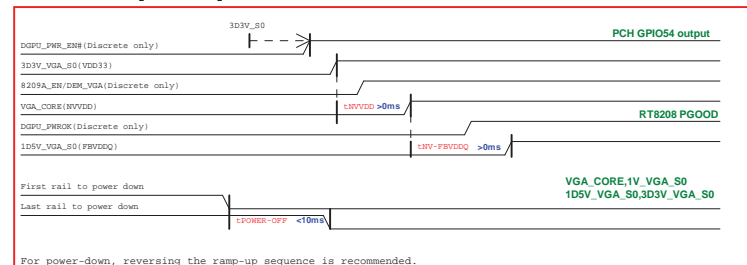 3D3V_S0
PCH GPIO54 output
DGPU_PWR_EN#(Discrete only)
3D3V_VGA_S0(VDD33)
8209A_EN/DEM_VGA(Discrete only)
VGA_CORE(NVVDD)
tNVVDD >0ms
RT8208 PGOOD
DGPU_PWROK(Discrete only)
1D5V_VGA_S0(FBVDDQ)
tNV-FBVDDQ >0ms
First rail to power down
VGA_CORE,1V_VGA_S0
1D5V_VGA_S0,3D3V_VGA_S0
Last rail to power down
tPOWER-OFF <10ms
For power-down, reversing the ramp-up sequence is recommended.